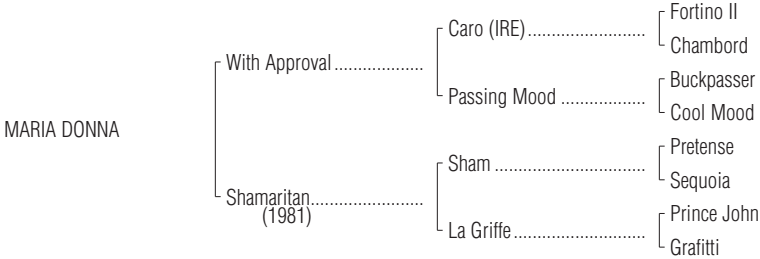 Fortino II
Caro (IRE)..........................
Chambord
With Approval ...................
Buckpasser
Passing Mood ..................
Cool Mood
MARIA DONNA
Pretense
Sham ................................
Sequoia
Shamaritan........................
(1981)
Prince John
La Griffe............................
Grafitti